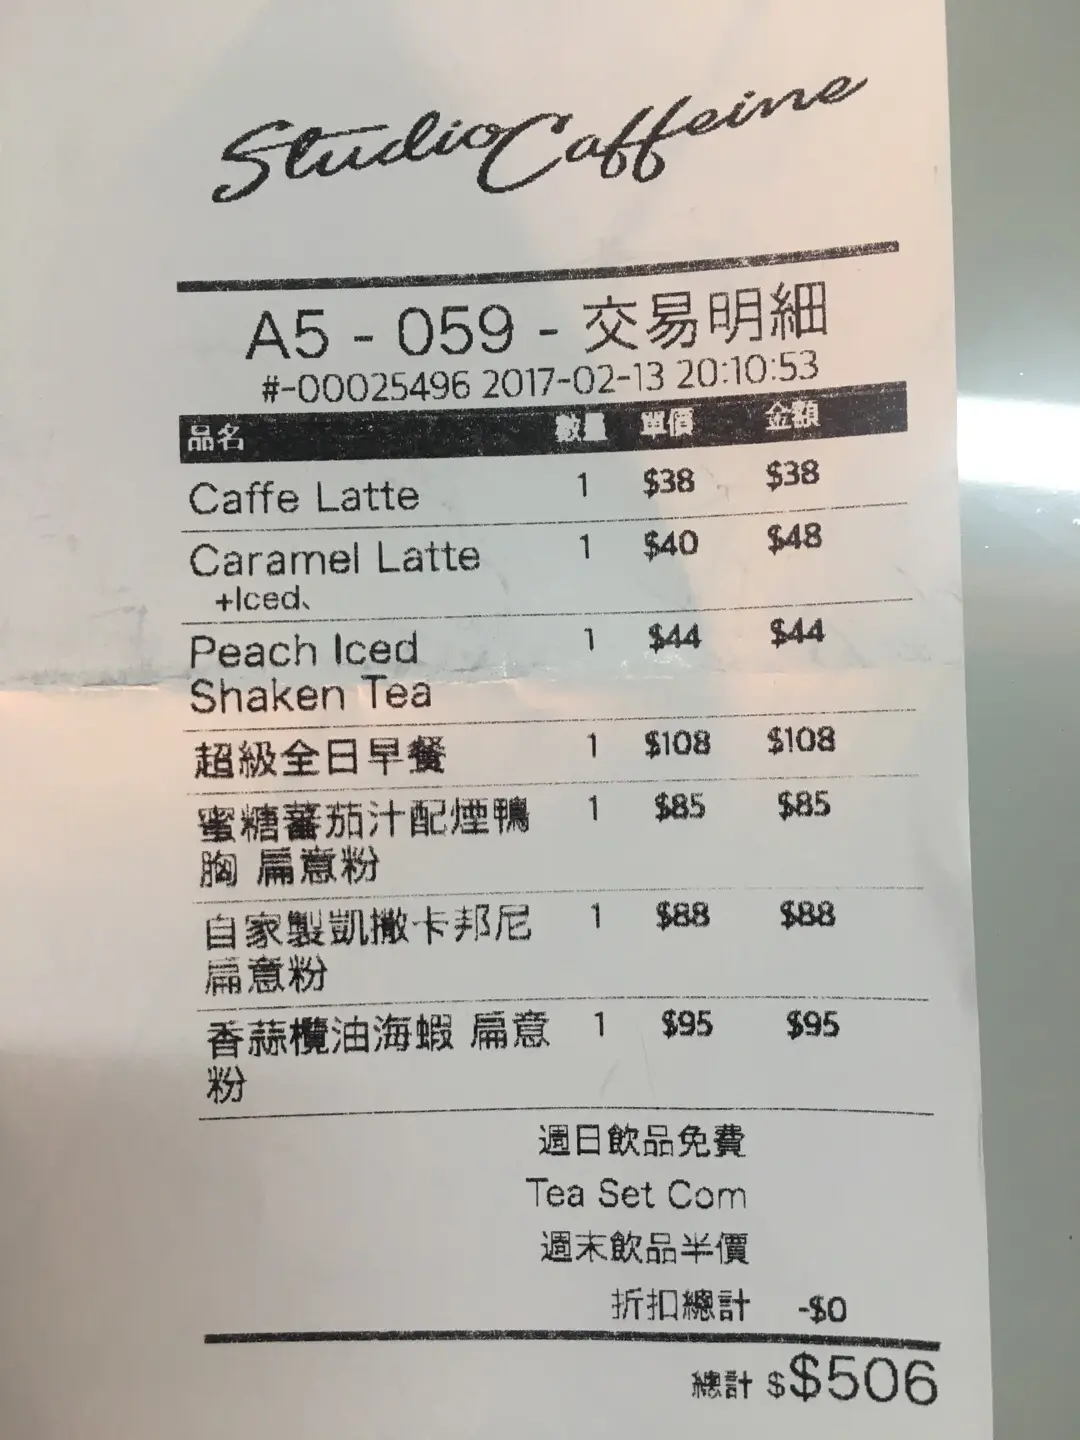 Studio Caffeine
A5 - 059 - 交易明細
#-00025496 2017-02-13 20:10:53
品名 數量 單價 金額
Caffe Latte 1 $38 $38
Caramel Latte 1 $40 $48
+Iced、
Peach Iced 1 $44 $44
Shaken Tea
超級全日早餐 1 $108 $108
蜜糖蕃茄汁配煙鴨 1 $85 $85
胸 扁意粉
自家製凱撒卡邦尼 1 $88 $88
扁意粉
香蒜欖油海蝦 扁意 1 $95 $95
粉
週日飲品免費
Tea Set Com
週末飲品半價
折扣總計 -$0
總計 $$506